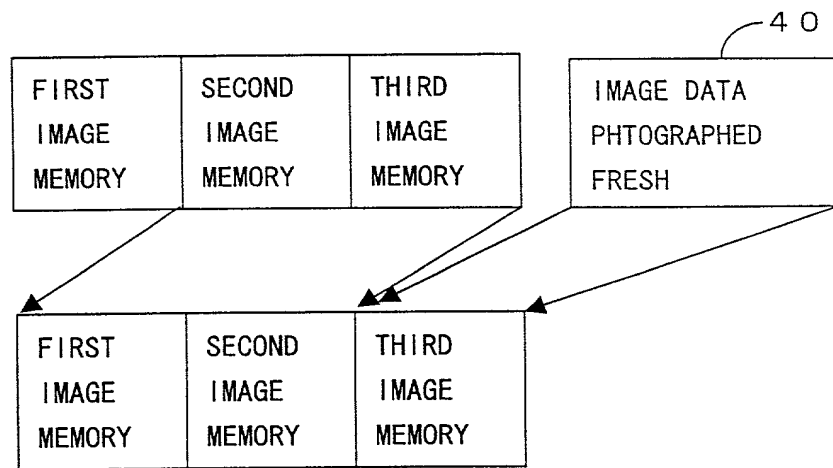 40
FIRST
IMAGE
MEMORY
SECOND
IMAGE
MEMORY
THIRD
IMAGE
MEMORY
IMAGE DATA
PHTOGRAPHED
FRESH
FIRST
IMAGE
MEMORY
SECOND
IMAGE
MEMORY
THIRD
IMAGE
MEMORY